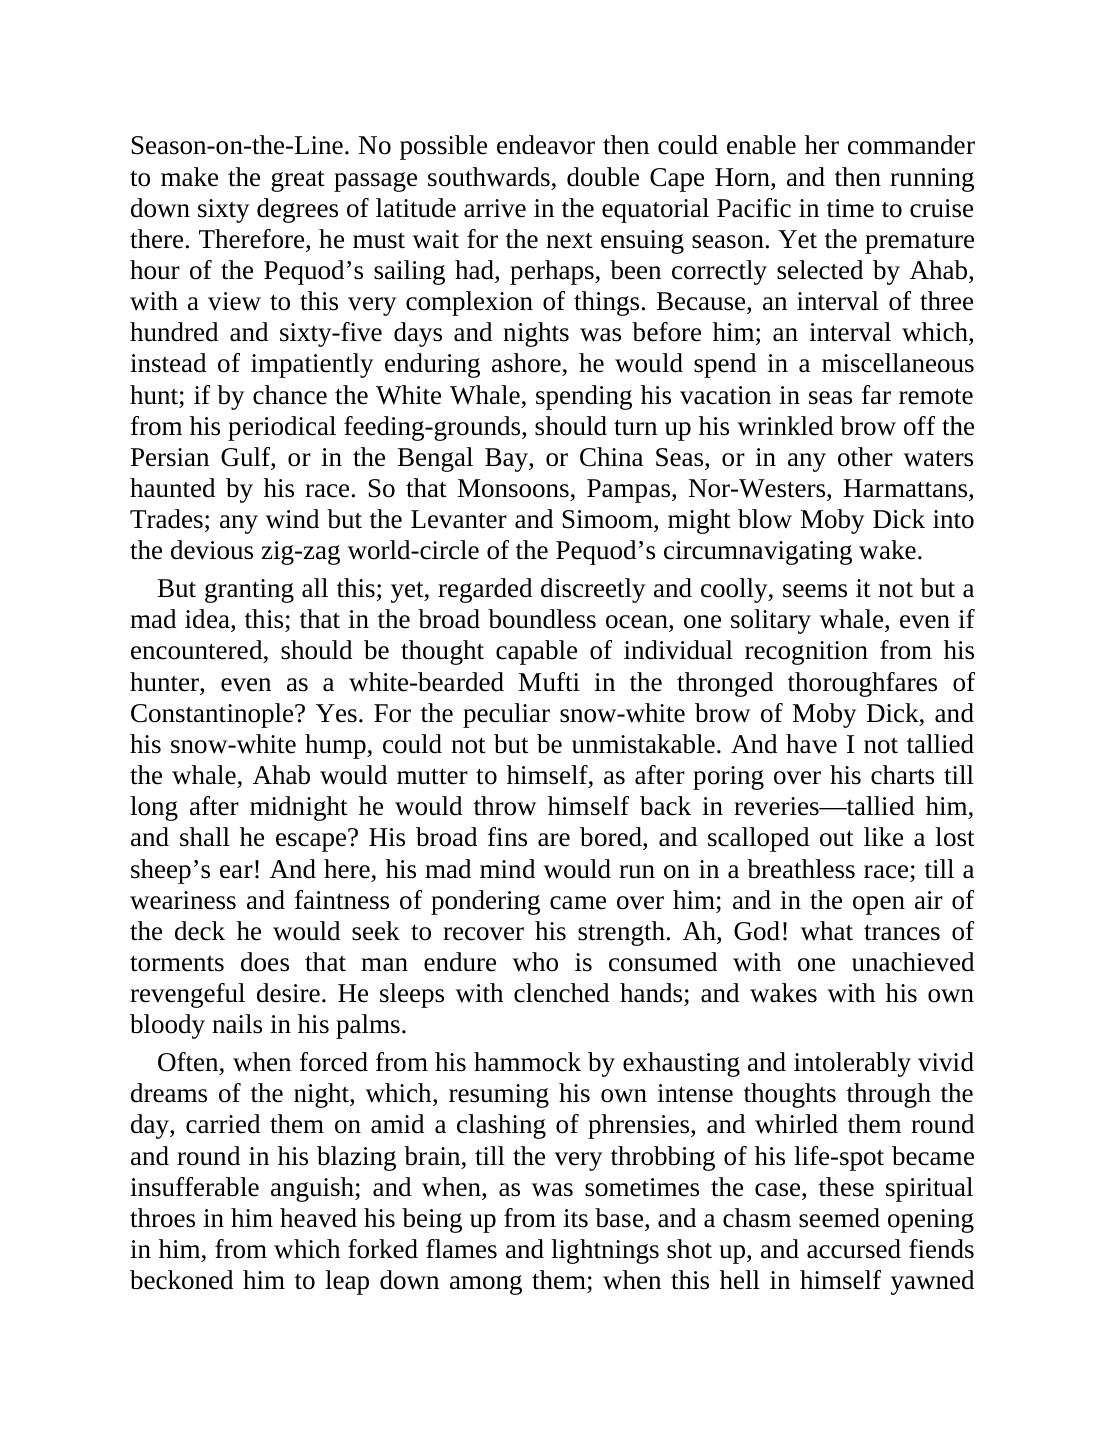 Season-on-the-Line. No possible endeavor then could enable her commander
to make the great passage southwards, double Cape Horn, and then running
down sixty degrees of latitude arrive in the equatorial Pacific in time to cruise
there. Therefore, he must wait for the next ensuing season. Yet the premature
hour of the Pequod’s sailing had, perhaps, been correctly selected by Ahab,
with a view to this very complexion of things. Because, an interval of three
hundred and sixty-five days and nights was before him; an interval which,
instead of impatiently enduring ashore, he would spend in a miscellaneous
hunt; if by chance the White Whale, spending his vacation in seas far remote
from his periodical feeding-grounds, should turn up his wrinkled brow off the
Persian Gulf, or in the Bengal Bay, or China Seas, or in any other waters
haunted by his race. So that Monsoons, Pampas, Nor-Westers, Harmattans,
Trades; any wind but the Levanter and Simoom, might blow Moby Dick into
the devious zig-zag world-circle of the Pequod’s circumnavigating wake.
But granting all this; yet, regarded discreetly and coolly, seems it not but a
mad idea, this; that in the broad boundless ocean, one solitary whale, even if
encountered, should be thought capable of individual recognition from his
hunter, even as a white-bearded Mufti in the thronged thoroughfares of
Constantinople? Yes. For the peculiar snow-white brow of Moby Dick, and
his snow-white hump, could not but be unmistakable. And have I not tallied
the whale, Ahab would mutter to himself, as after poring over his charts till
long after midnight he would throw himself back in reveries—tallied him,
and shall he escape? His broad fins are bored, and scalloped out like a lost
sheep’s ear! And here, his mad mind would run on in a breathless race; till a
weariness and faintness of pondering came over him; and in the open air of
the deck he would seek to recover his strength. Ah, God! what trances of
torments does that man endure who is consumed with one unachieved
revengeful desire. He sleeps with clenched hands; and wakes with his own
bloody nails in his palms.
Often, when forced from his hammock by exhausting and intolerably vivid
dreams of the night, which, resuming his own intense thoughts through the
day, carried them on amid a clashing of phrensies, and whirled them round
and round in his blazing brain, till the very throbbing of his life-spot became
insufferable anguish; and when, as was sometimes the case, these spiritual
throes in him heaved his being up from its base, and a chasm seemed opening
in him, from which forked flames and lightnings shot up, and accursed fiends
beckoned him to leap down among them; when this hell in himself yawned